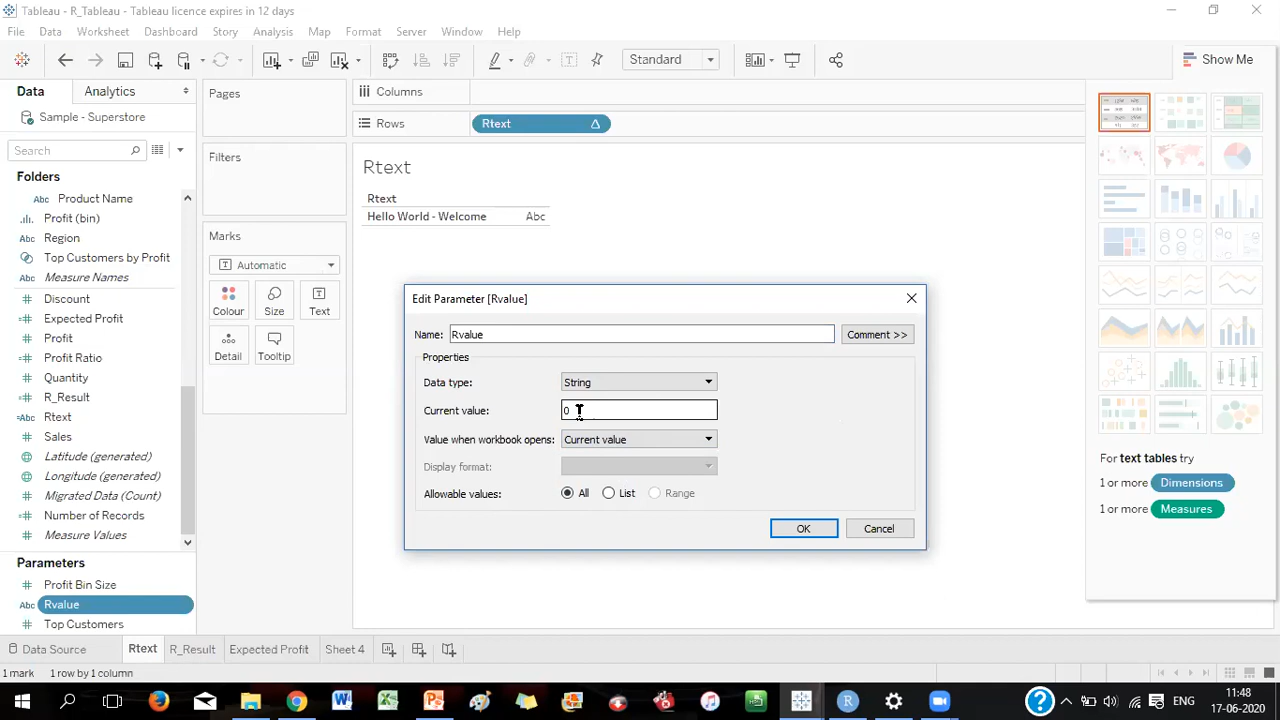 Tableau - R_Tableau - Tableau licence expires in 12 days
File Data Worksheet Dashboard Story Analysis Map Format Server Window Help
Standard
Show Me
Data Analytics
Pages
Columns
Rows
Rtext
Sample - Superstore
Search
Filters
Folders
Product Name
Profit (bin)
Region
Top Customers by Profit
Measure Names
Discount
Expected Profit
Profit
Profit Ratio
Quantity
R_Result
Rtext
Sales
Latitude (generated)
Longitude (generated)
Migrated Data (Count)
Number of Records
Measure Values
Parameters
Profit Bin Size
Rvalue
Top Customers
Marks
Automatic
Colour Size Text
Detail Tooltip
Rtext
Rtext
Hello World - Welcome Abc
Edit Parameter [Rvalue]
Name: Rvalue
Comment >>
Properties
Data type: String
Current value: 0
Value when workbook opens: Current value
Display format:
Allowable values: All List Range
OK Cancel
For text tables try
1 or more Dimensions
1 or more Measures
Data Source Rtext R_Result Expected Profit Sheet 4
1 mark 1 row by 1 column
ENG
11:48
17-06-2020